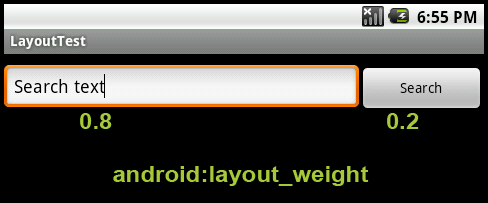 6:55 PM
LayoutTest
Search text Search
0.8 0.2
android:layout_weight